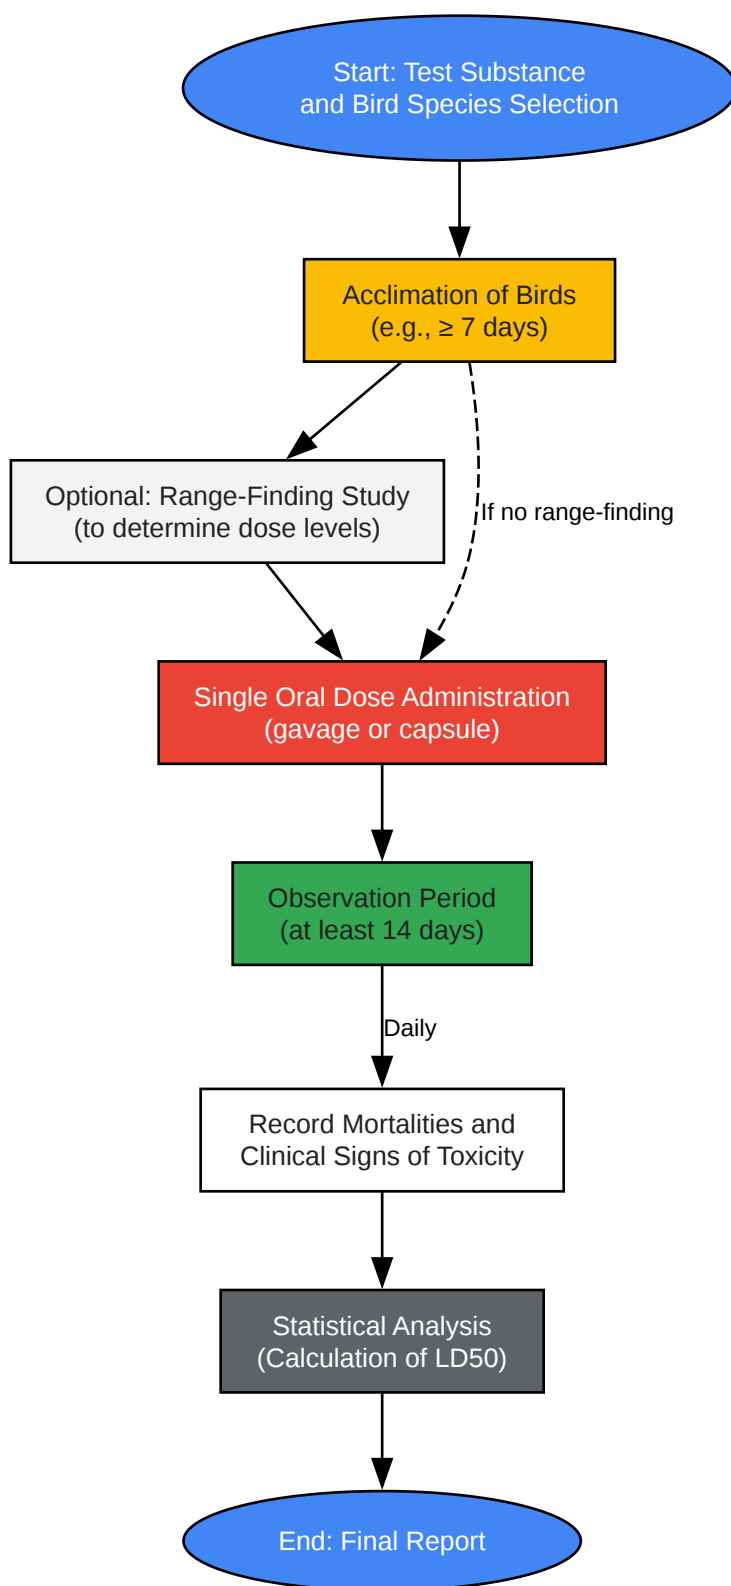 Start: Test Substance
and Bird Species Selection
Acclimation of Birds
(e.g., ≥ 7 days)
Optional: Range-Finding Study
(to determine dose levels)
If no range-finding
Single Oral Dose Administration
(gavage or capsule)
Observation Period
(at least 14 days)
Daily
Record Mortalities and
Clinical Signs of Toxicity
Statistical Analysis
(Calculation of LD50)
End: Final Report